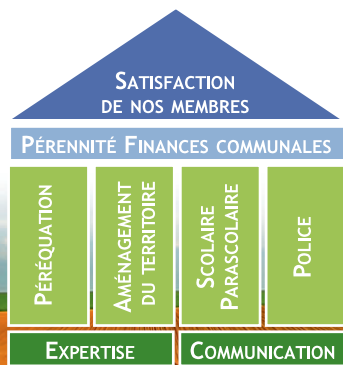 SATISFACTION
DE NOS MEMBRES
PÉRENNITÉ FINANCES COMMUNALES
PÉRÉQUATION
AMÉNAGEMENT
DU TERRITOIRE
SCOLAIRE
PARASCOLAIRE
POLICE
EXPERTISE
COMMUNICATION